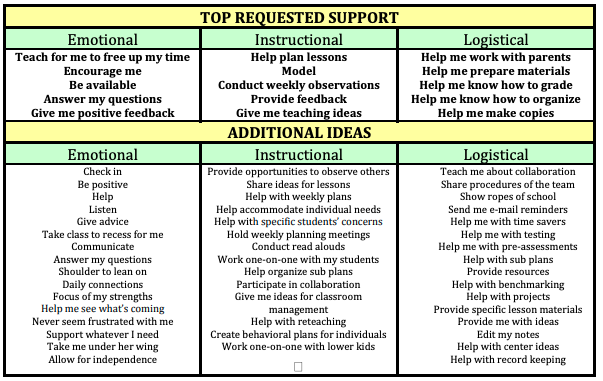 TOP REQUESTED SUPPORT
Emotional
Instructional
Logistical
Teach for me to free up my time
Encourage me
Be available
Answer my questions
Give me positive feedback
Help plan lessons
Model
Conduct weekly observations
Provide feedback
Give me teaching ideas
Help me work with parents
Help me prepare materials
Help me know how to grade
Help me know how to organize
Help me make copies
ADDITIONAL IDEAS
Emotional
Instructional
Logistical
Check in
Be positive
Help
Listen
Give advice
Take class to recess for me
Communicate
Answer my questions
Shoulder to lean on
Daily connections
Focus of my strengths
Help me see what's coming
Never seem frustrated with me
Support whatever I need
Take me under her wing
Allow for independence
Provide opportunities to observe others
Share ideas for lessons
Help with weekly plans
Help accommodate individual needs
Help with specific students' concerns
Hold weekly planning meetings
Conduct read alouds
Work one-on-one with my students
Help organize sub plans
Participate in collaboration
Give me ideas for classroom
management
Help with reteaching
Create behavioral plans for individuals
Work one-on-one with lower kids
Teach me about collaboration
Share procedures of the team
Show ropes of school
Send me e-mail reminders
Help me with time savers
Help me with testing
Help me with pre-assessments
Help with sub plans
Provide resources
Help with benchmarking
Help with projects
Provide specific lesson materials
Provide me with ideas
Edit my notes
Help with center ideas
Help with record keeping